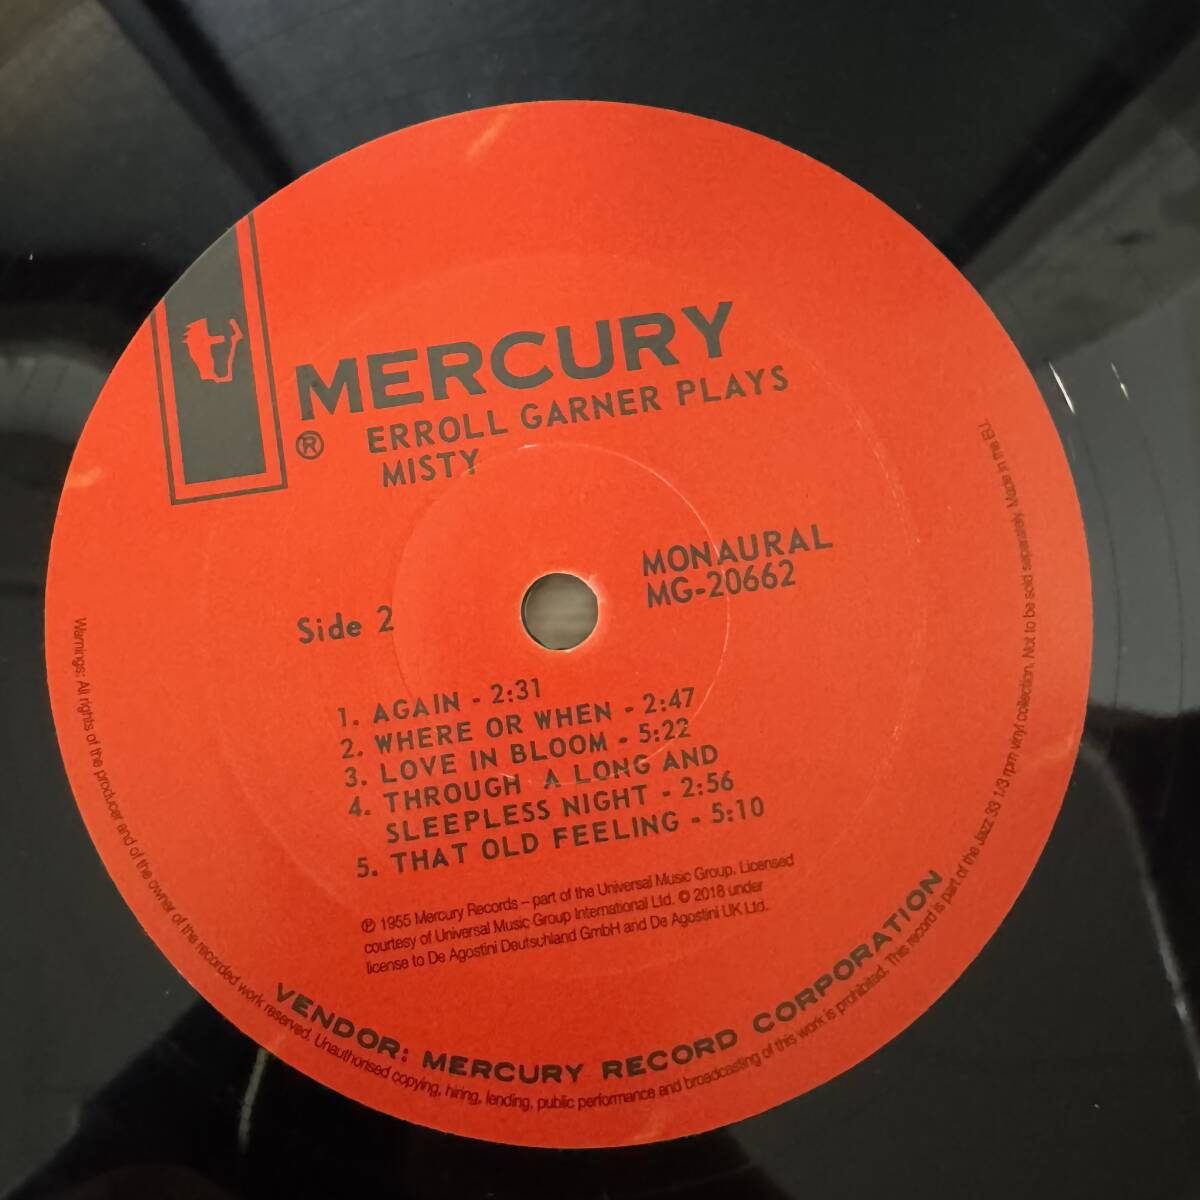 MERCURY
®
ERROLL GARNER PLAYS
MISTY
MONAURAL
MG-20662
Side 2
1. AGAIN - 2:31
2. WHERE OR WHEN - 2:47
3. LOVE IN BLOOM - 5:22
4. THROUGH A LONG AND
SLEEPLESS NIGHT - 2:56
5. THAT OLD FEELING - 5:10
℗ 1955 Mercury Records – part of the Universal Music Group. Licensed
courtesy of Universal Music Group International Ltd. © 2018 under
license to De Agostini Deutschland GmbH and De Agostini UK Ltd.
VENDOR: MERCURY RECORD CORPORATION
Warnings: All rights of the producer and of the owner of the recorded work reserved. Unauthorised copying, hiring, lending, public performance and broadcasting of this work is prohibited. This record is part of the Jazz 33 1/3 rpm vinyl collection. Not to be sold separately. Made in the EU.